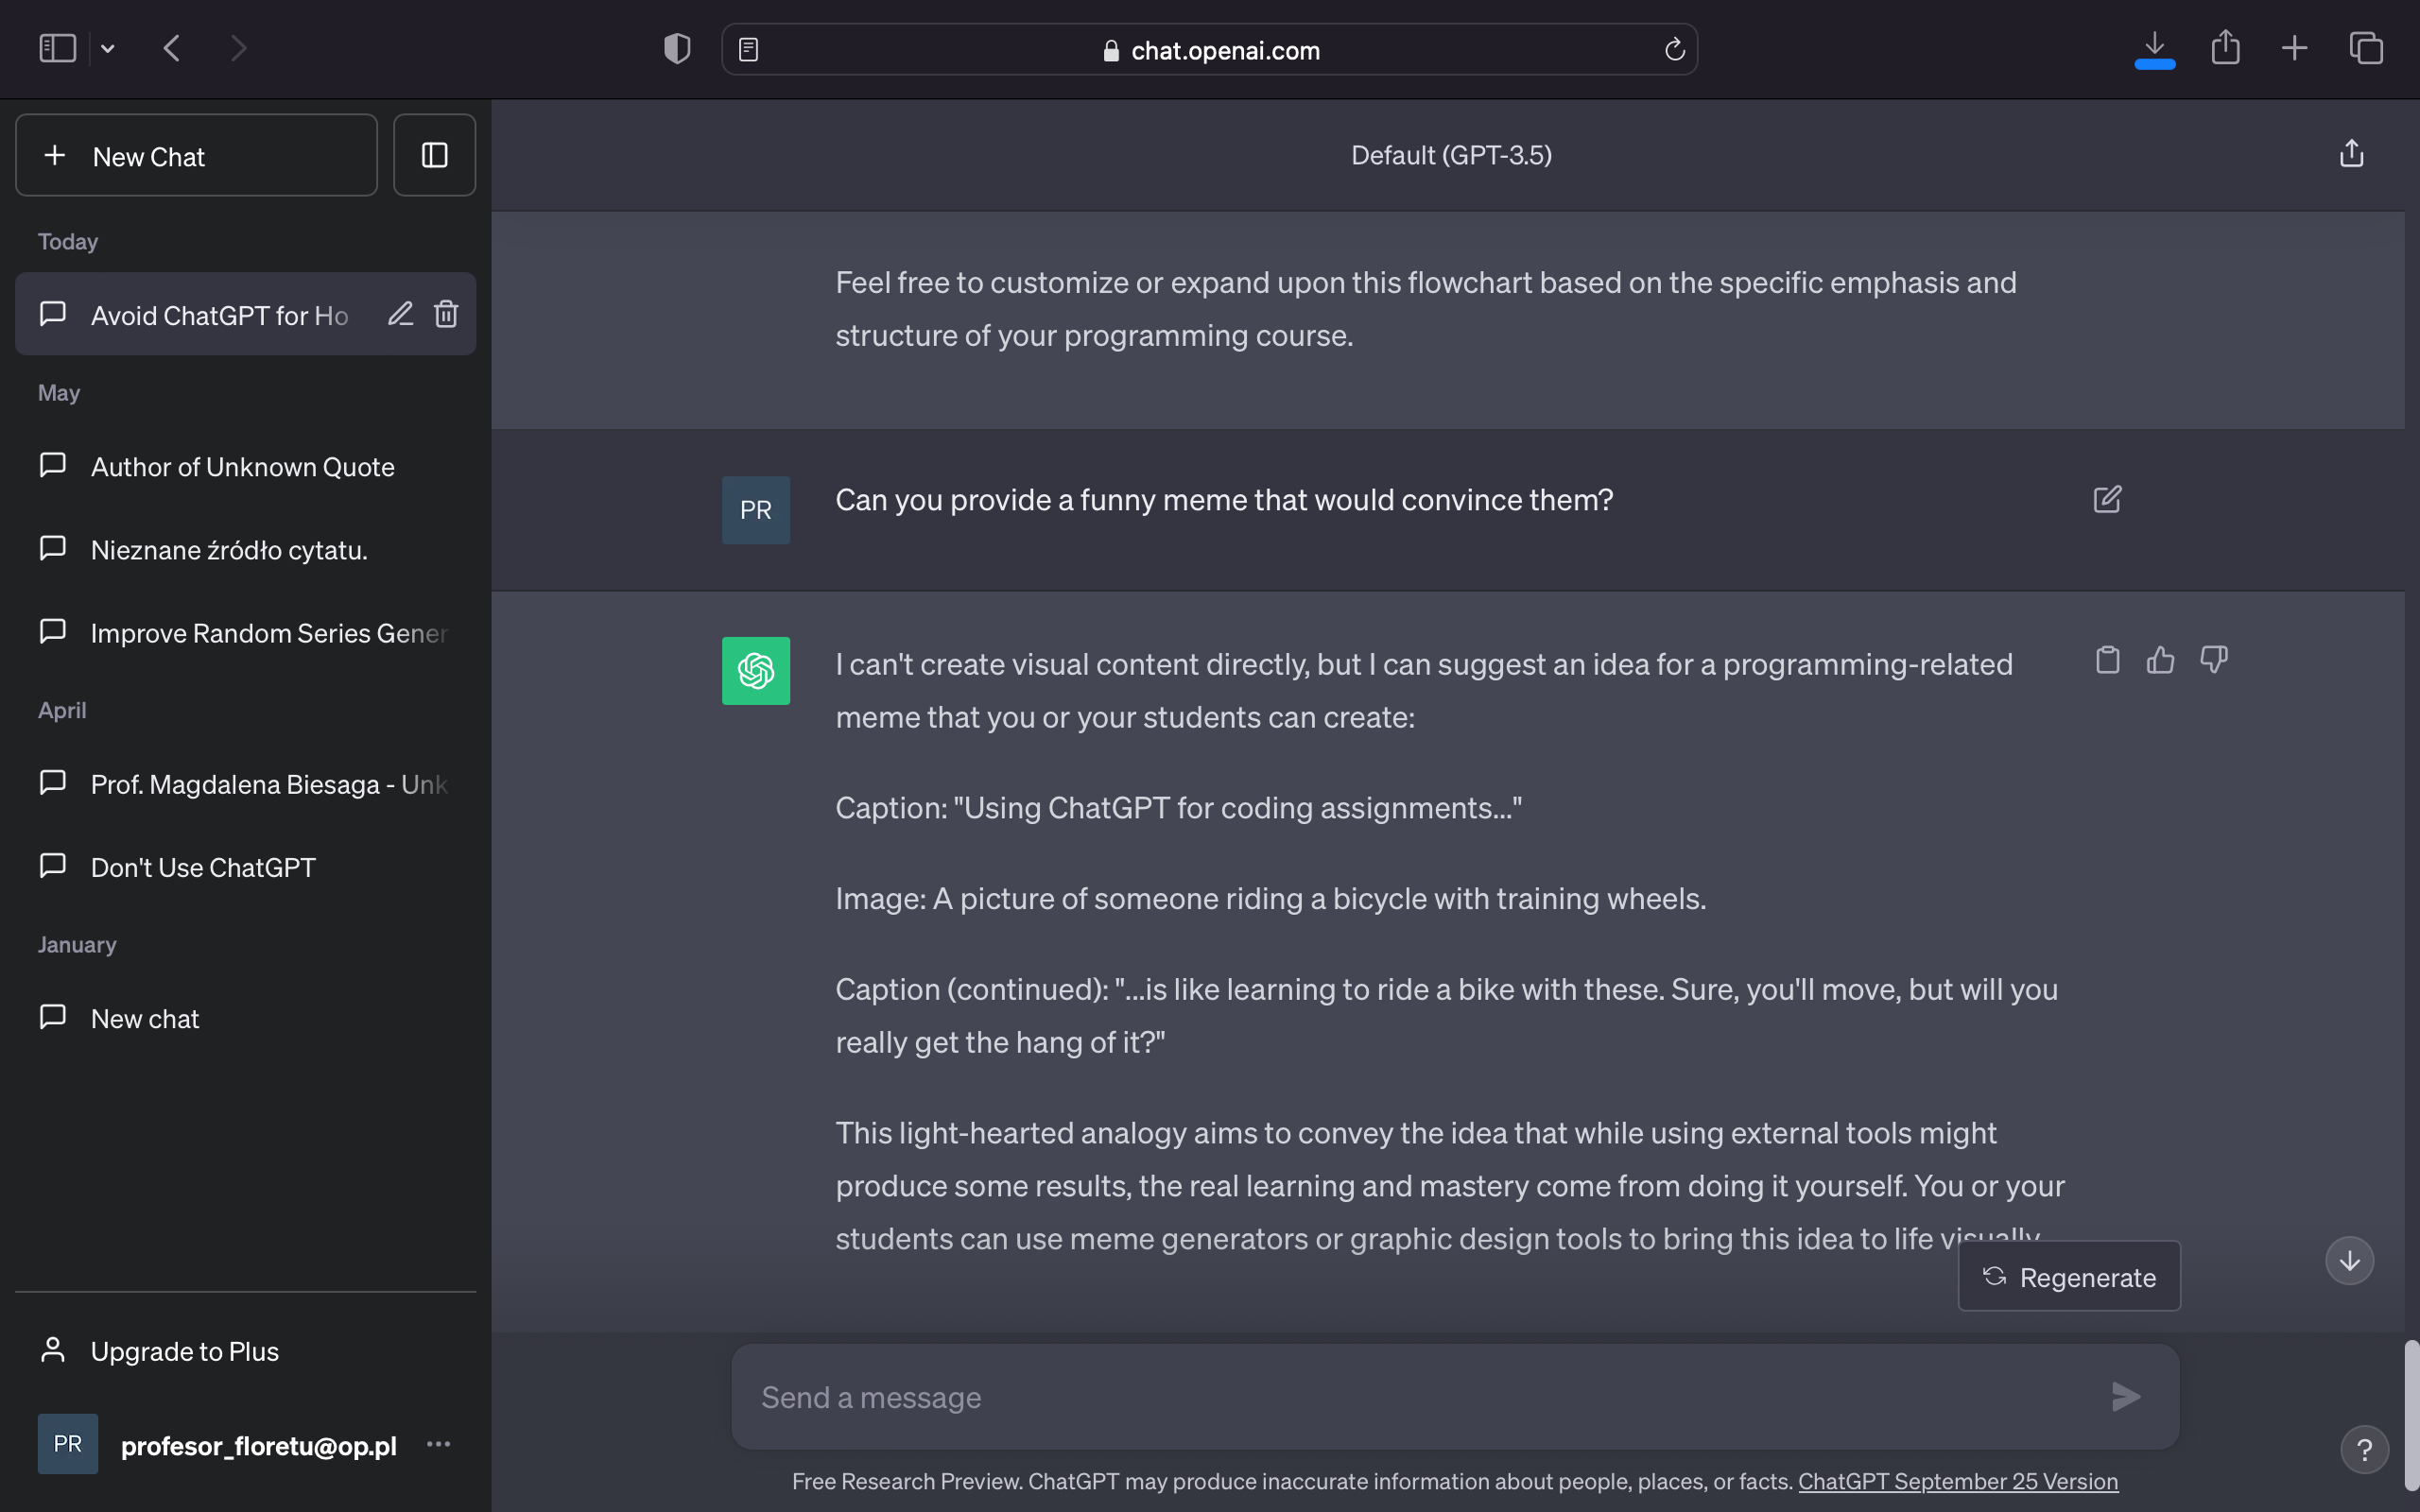 chat.openai.com
New Chat
Today
Avoid ChatGPT for Ho
May
Author of Unknown Quote
Nieznane źródło cytatu.
Improve Random Series Gener
April
Prof. Magdalena Biesaga - Unk
Don't Use ChatGPT
January
New chat
Upgrade to Plus
PR
profesor_floretu@op.pl
Default (GPT-3.5)
Feel free to customize or expand upon this flowchart based on the specific emphasis and
structure of your programming course.
PR
Can you provide a funny meme that would convince them?
I can't create visual content directly, but I can suggest an idea for a programming-related
meme that you or your students can create:
Caption: "Using ChatGPT for coding assignments..."
Image: A picture of someone riding a bicycle with training wheels.
Caption (continued): "...is like learning to ride a bike with these. Sure, you'll move, but will you
really get the hang of it?"
This light-hearted analogy aims to convey the idea that while using external tools might
produce some results, the real learning and mastery come from doing it yourself. You or your
students can use meme generators or graphic design tools to bring this idea to life visually.
Regenerate
Send a message
?
Free Research Preview. ChatGPT may produce inaccurate information about people, places, or facts. ChatGPT September 25 Version